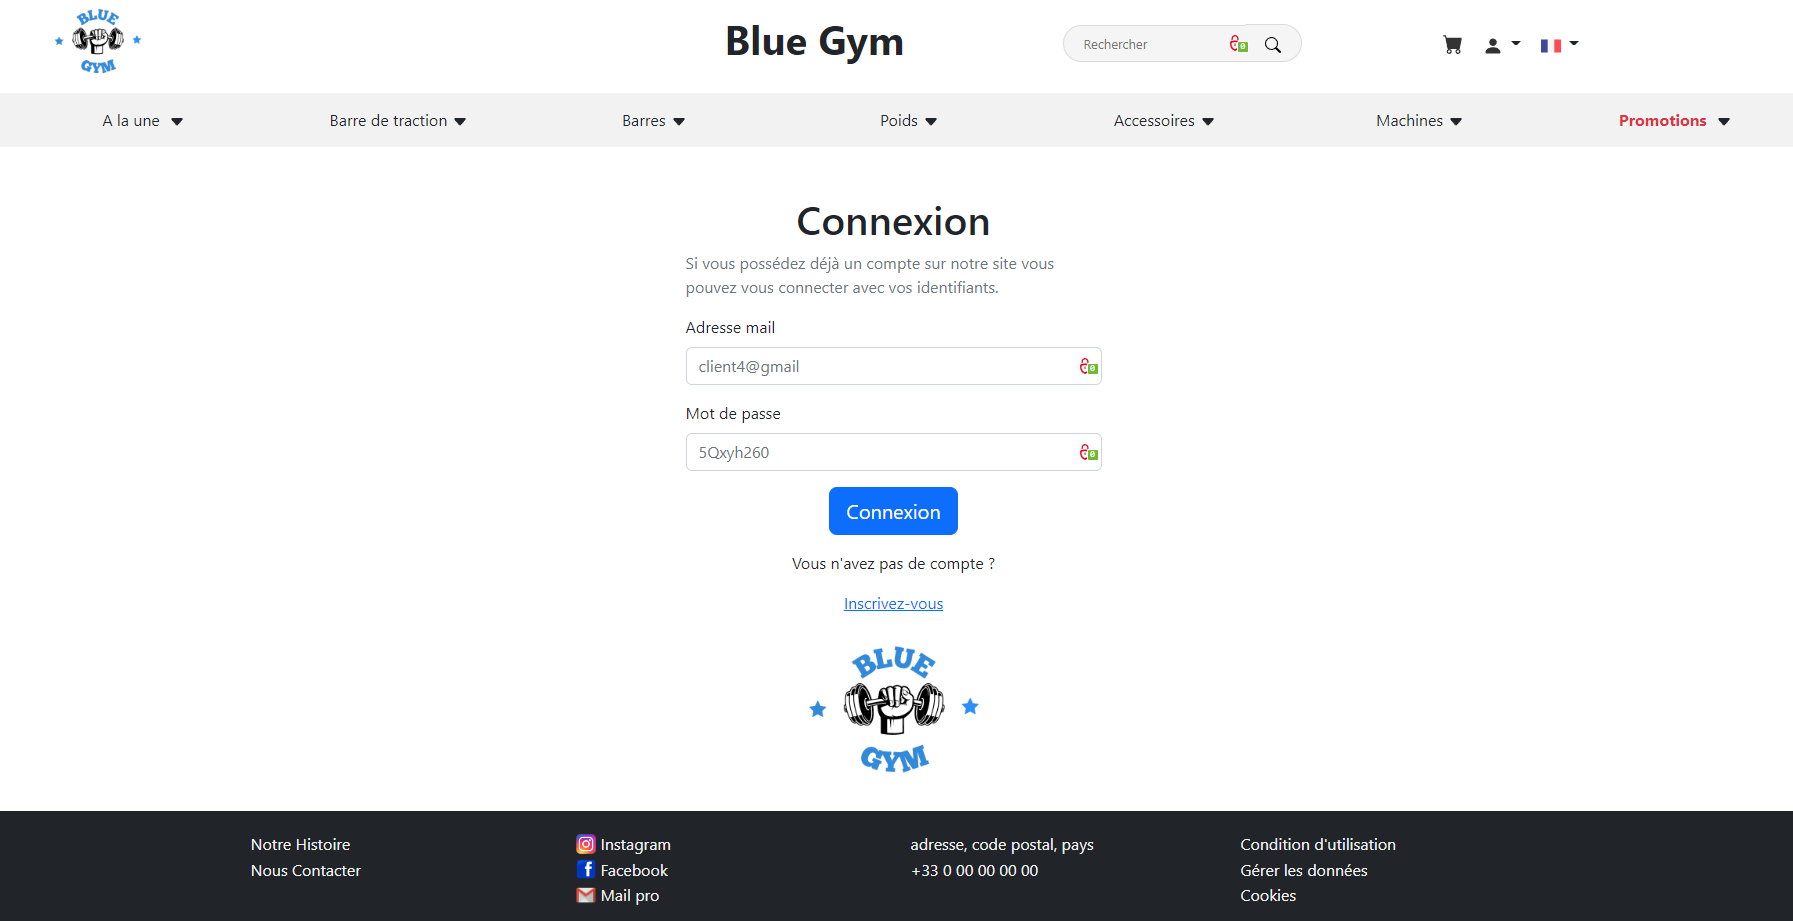 BLUE
GYM
Blue Gym
Rechercher
A la une
Barre de traction
Barres
Poids
Accessoires
Machines
Promotions
Connexion
Si vous possédez déjà un compte sur notre site vous
pouvez vous connecter avec vos identifiants.
Adresse mail
client4@gmail
Mot de passe
5Qxyh260
Connexion
Vous n'avez pas de compte ?
Inscrivez-vous
BLUE
GYM
Notre Histoire
Nous Contacter
Instagram
Facebook
Mail pro
adresse, code postal, pays
+33 0 00 00 00 00
Condition d'utilisation
Gérer les données
Cookies